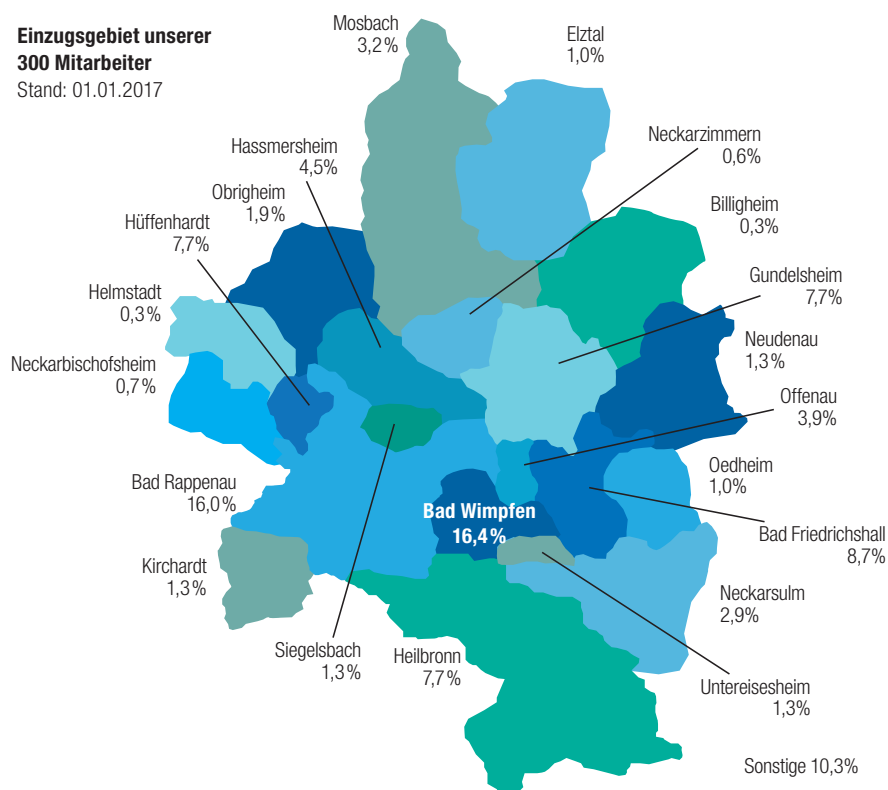 Einzugsgebiet unserer
300 Mitarbeiter
Stand: 01.01.2017
Mosbach
3,2%
Elztal
1,0%
Neckarzimmern
0,6%
Hassmersheim
4,5%
Obrigheim
1,9%
Billigheim
0,3%
Hüffenhardt
7,7%
Gundelsheim
7,7%
Helmstadt
0,3%
Neudenau
1,3%
Neckarbischofsheim
0,7%
Offenau
3,9%
Oedheim
1,0%
Bad Rappenau
16,0%
Bad Wimpfen
16,4%
Bad Friedrichshall
8,7%
Kirchardt
1,3%
Neckarsulm
2,9%
Siegelsbach
1,3%
Heilbronn
7,7%
Untereisesheim
1,3%
Sonstige 10,3%